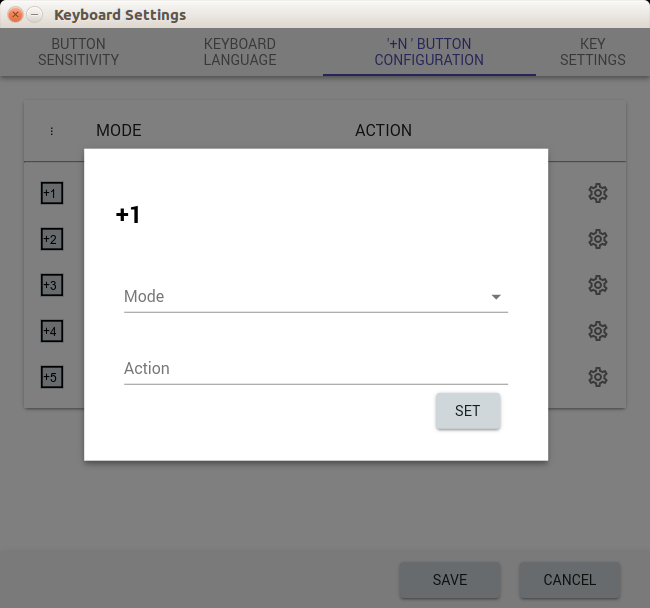 Keyboard Settings
BUTTON
SENSITIVITY
KEYBOARD
LANGUAGE
'+N ' BUTTON
CONFIGURATION
KEY
SETTINGS
MODE
ACTION
+1
+2
+3
+4
+5
+1
Mode
Action
SET
SAVE
CANCEL